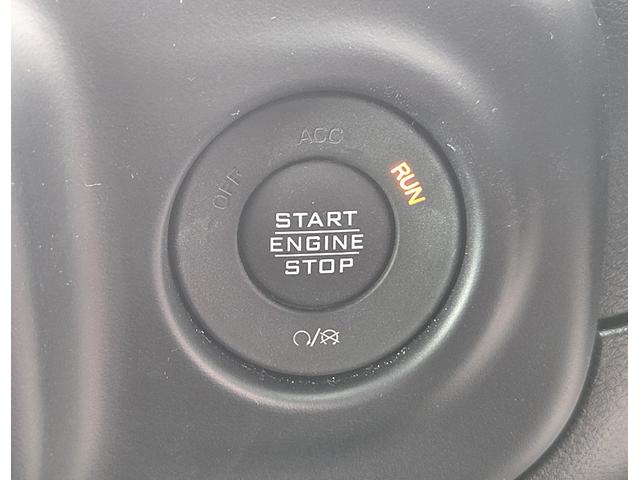 OFF
ACC
RUN
START
ENGINE
STOP